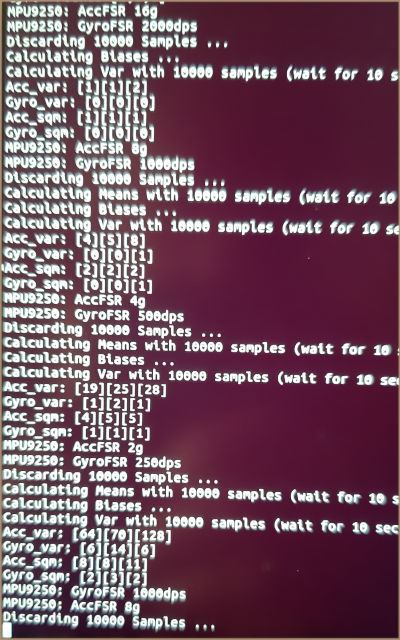 MPU9250: AccFSR 16g
MPU9250: GyroFSR 2000dps
Discarding 10000 Samples ...
Calculating Biases ...
Calculating Var with 10000 samples (wait for 10 s
Acc_var: [1][1][2]
Gyro_var: [0][0][0]
Acc_sqm: [1][1][1]
Gyro_sqm: [0][0][0]
MPU9250: AccFSR 8g
MPU9250: GyroFSR 1000dps
Discarding 10000 Samples ...
Calculating Means with 10000 samples (wait for 10
Calculating Biases ...
Calculating Var with 10000 samples (wait for 10 se
Acc_var: [4][5][8]
Gyro_var: [0][0][1]
Acc_sqm: [2][2][2]
Gyro_sqm: [0][0][1]
MPU9250: AccFSR 4g
MPU9250: GyroFSR 500dps
Discarding 10000 Samples ...
Calculating Means with 10000 samples (wait for 10
Calculating Biases ...
Calculating Var with 10000 samples (wait for 10 sec
Acc_var: [19][25][28]
Gyro_var: [1][2][1]
Acc_sqm: [4][5][5]
Gyro_sqm: [1][1][1]
MPU9250: AccFSR 2g
MPU9250: GyroFSR 250dps
Discarding 10000 Samples ...
Calculating Means with 10000 samples (wait for 10 s
Calculating Biases ...
Calculating Var with 10000 samples (wait for 10 sec
Acc_var: [64][70][128]
Gyro_var: [6][14][6]
Acc_sqm: [8][8][11]
Gyro_sqm: [2][3][2]
MPU9250: GyroFSR 1000dps
MPU9250: AccFSR 8g
Discarding 10000 Samples ...